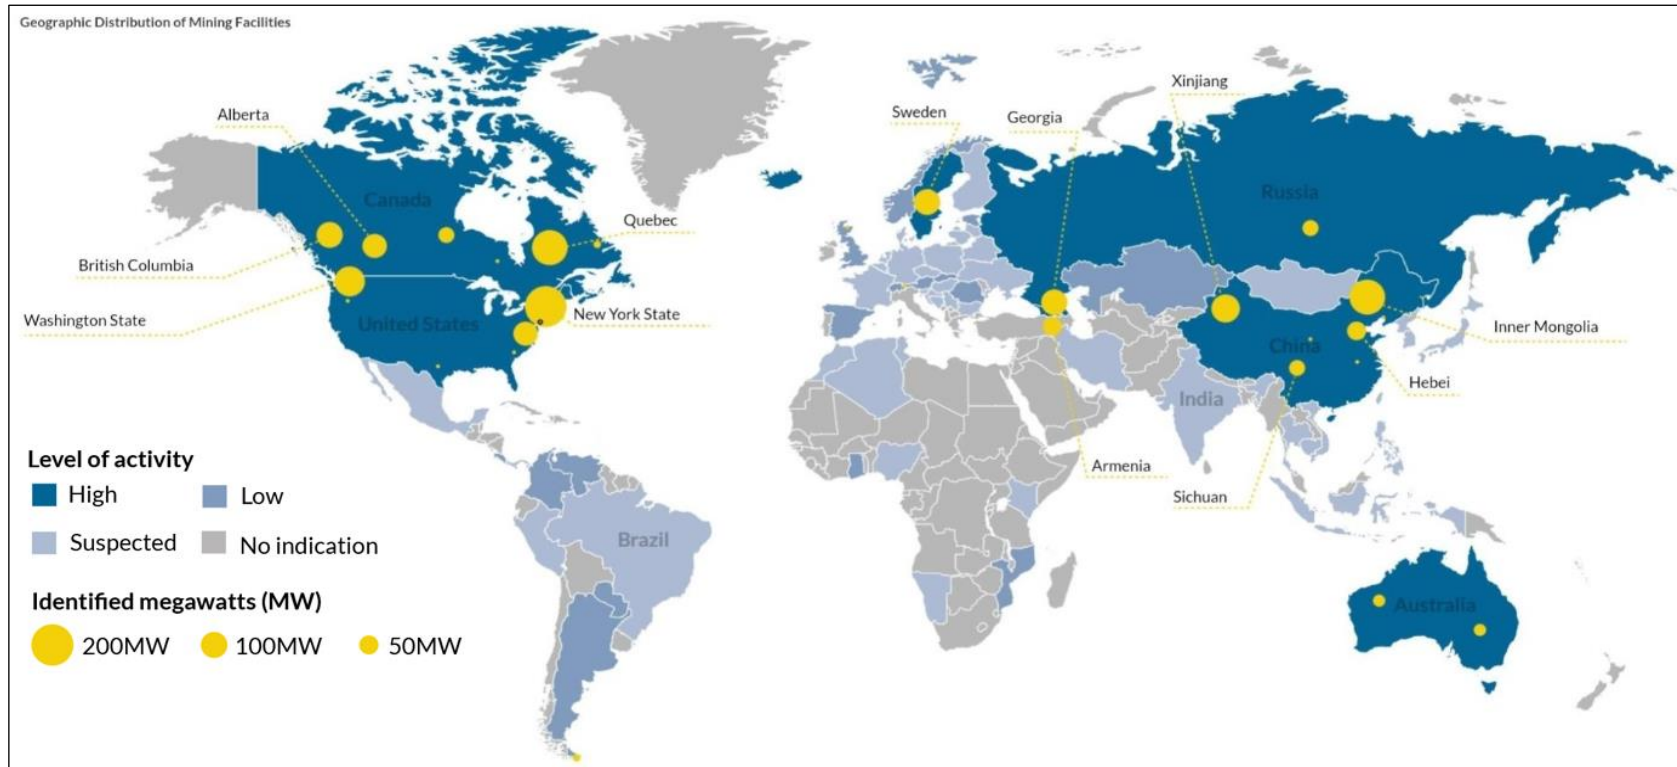 Geographic Distribution of Mining Facilities
Xinjiang
Alberta
Sweden
Georgia
Canada
Russia
Quebec
British Columbia
Washington State
United States
New York State
Inner Mongolia
China
Hebei
India
Armenia
Sichuan
Level of activity
High
Low
Suspected
No indication
Brazil
Identified megawatts (MW)
Australia
200MW
100MW
50MW